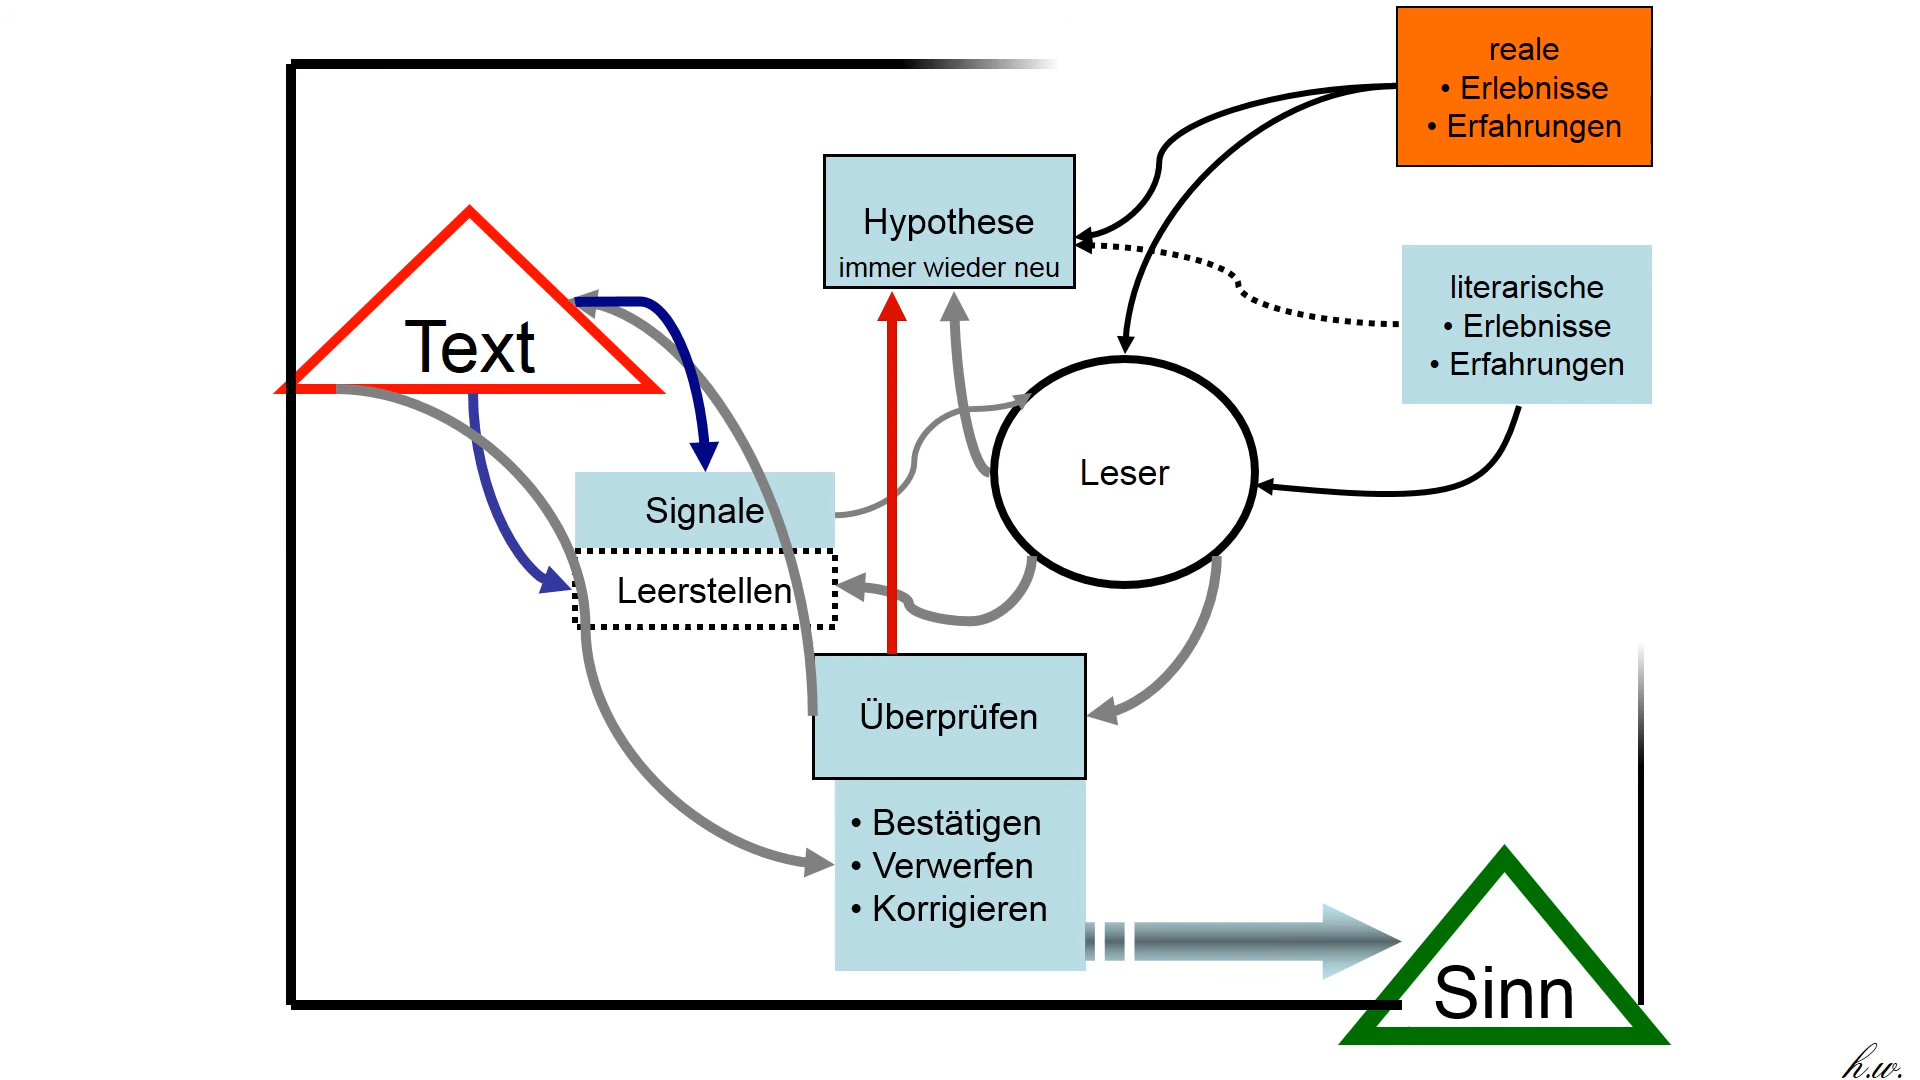 reale
• Erlebnisse
• Erfahrungen
Hypothese
immer wieder neu
literarische
• Erlebnisse
• Erfahrungen
Text
Leser
Signale
Leerstellen
Überprüfen
• Bestätigen
• Verwerfen
• Korrigieren
Sinn
h.w.